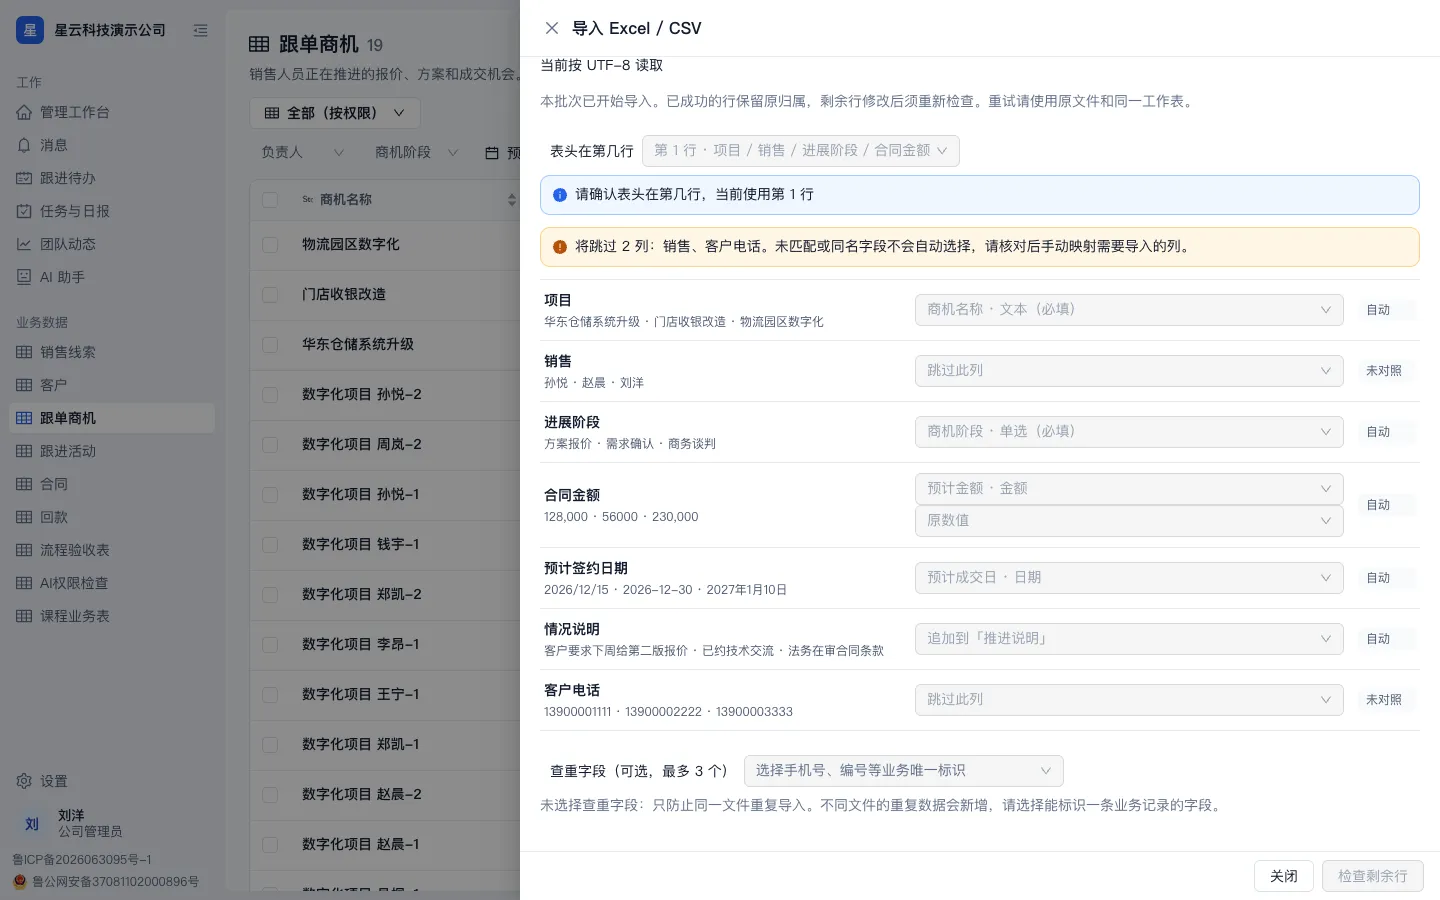 星 星云科技演示公司
工作
管理工作台
消息
跟进待办
任务与日报
团队动态
AI 助手
业务数据
销售线索
客户
跟单商机
跟进活动
合同
回款
流程验收表
AI权限检查
课程业务表
设置
刘
刘洋
公司管理员
鲁ICP备2026063095号-1
鲁公网安备37081102000896号
跟单商机 19
销售人员正在推进的报价、方案和成交机会。
全部（按权限）
负责人 商机阶段 预
Str 商机名称
物流园区数字化
门店收银改造
华东仓储系统升级
数字化项目 孙悦-2
数字化项目 周岚-2
数字化项目 孙悦-1
数字化项目 钱宇-1
数字化项目 郑凯-2
数字化项目 李昂-1
数字化项目 王宁-1
数字化项目 郑凯-1
数字化项目 赵晨-2
数字化项目 赵晨-1
导入 Excel / CSV
当前按 UTF-8 读取
本批次已开始导入。已成功的行保留原归属，剩余行修改后须重新检查。重试请使用原文件和同一工作表。
表头在第几行 第 1 行 · 项目 / 销售 / 进展阶段 / 合同金额
请确认表头在第几行，当前使用第 1 行
将跳过 2 列：销售、客户电话。未匹配或同名字段不会自动选择，请核对后手动映射需要导入的列。
项目
华东仓储系统升级 · 门店收银改造 · 物流园区数字化
商机名称 · 文本（必填）
自动
销售
孙悦 · 赵晨 · 刘洋
跳过此列
未对照
进展阶段
方案报价 · 需求确认 · 商务谈判
商机阶段 · 单选（必填）
自动
合同金额
128,000 · 56000 · 230,000
预计金额 · 金额
原数值
自动
预计签约日期
2026/12/15 · 2026-12-30 · 2027年1月10日
预计成交日 · 日期
自动
情况说明
客户要求下周给第二版报价 · 已约技术交流 · 法务在审合同条款
追加到「推进说明」
自动
客户电话
13900001111 · 13900002222 · 13900003333
跳过此列
未对照
查重字段（可选，最多 3 个） 选择手机号、编号等业务唯一标识
未选择查重字段：只防止同一文件重复导入。不同文件的重复数据会新增，请选择能标识一条业务记录的字段。
关闭 检查剩余行